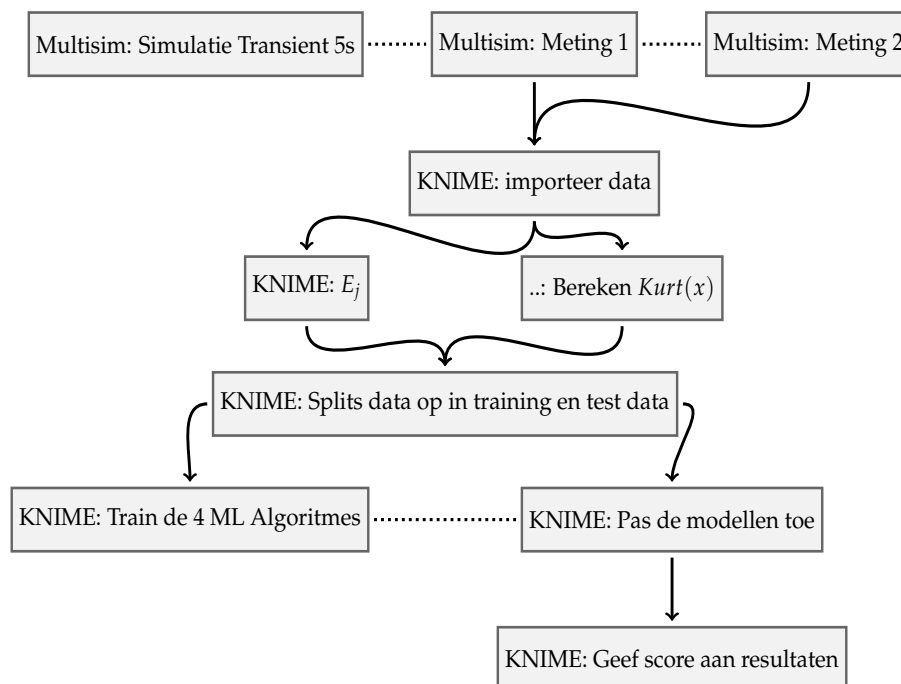 Multisim: Simulatie Transient 5s
Multisim: Meting 1
Multisim: Meting 2
KNIME: importeer data
KNIME: E_j
..: Bereken Kurt(x)
KNIME: Splits data op in training en test data
KNIME: Train de 4 ML Algoritmes
KNIME: Pas de modellen toe
KNIME: Geef score aan resultaten